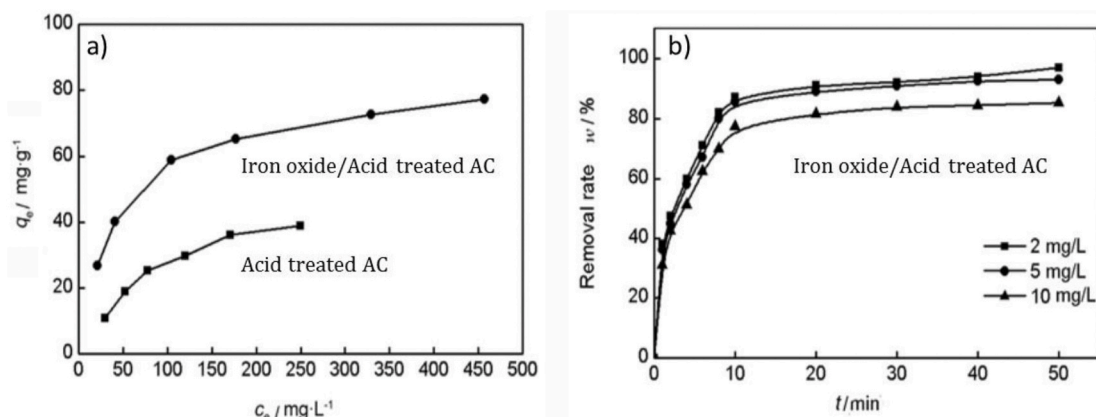 a)
100
80
60
40
20
0
qe / mg·g-1
Iron oxide/Acid treated AC
Acid treated AC
0 50 100 150 200 250 300 350 400 450 500
ce / mg·L-1
b)
100
80
60
40
20
0
Removal rate w / %
Iron oxide/Acid treated AC
2 mg/L
5 mg/L
10 mg/L
0 10 20 30 40 50
t/min